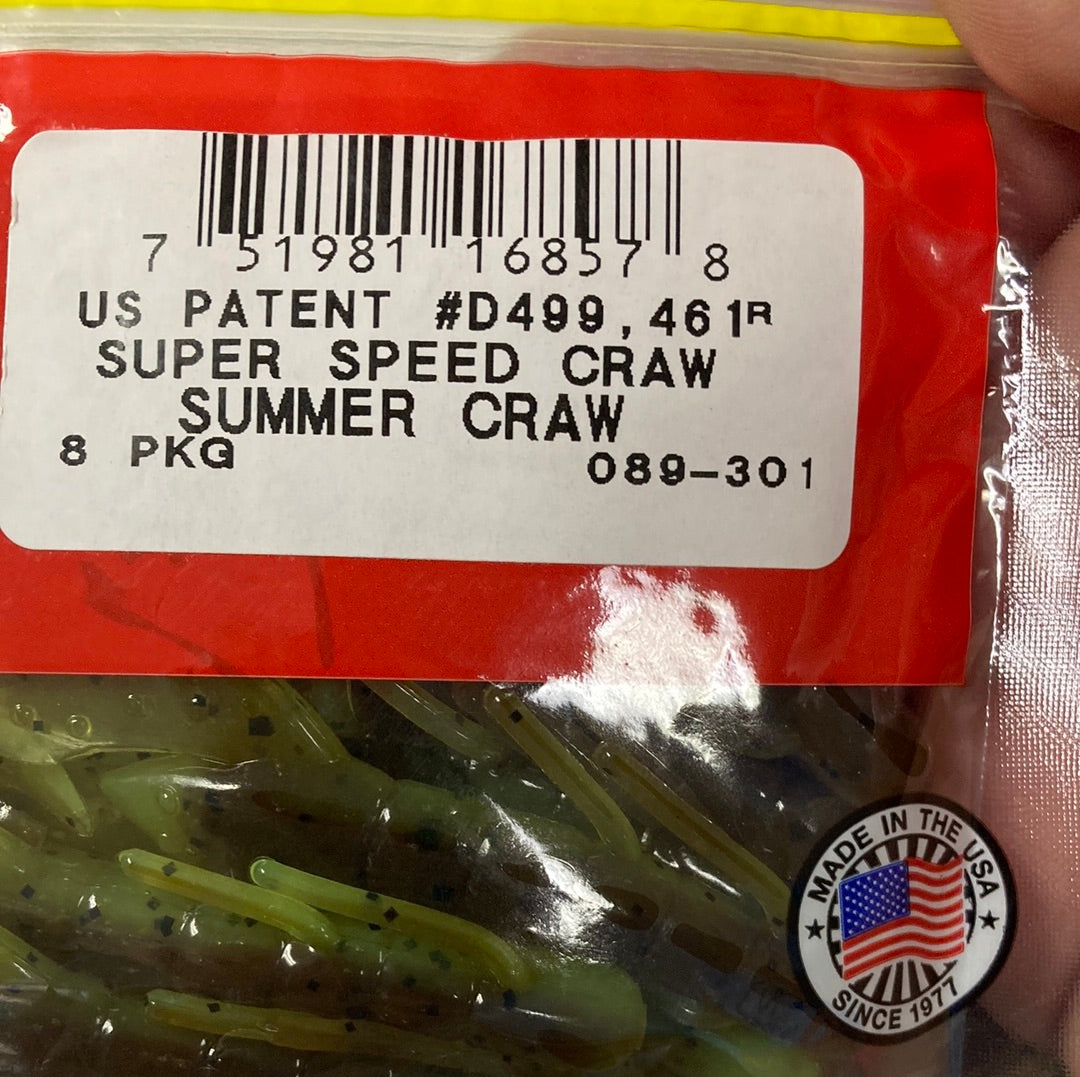 7 51981 16857 8
US PATENT #D499,461R
SUPER SPEED CRAW
SUMMER CRAW
8 PKG 089-301
MADE IN THE USA
SINCE 1977